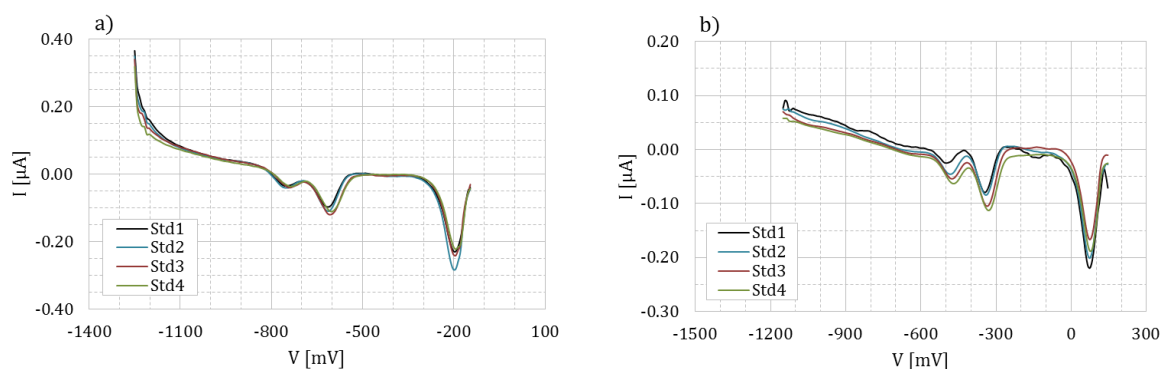 a)
0.40
0.20
0.00
-0.20
-0.40
I [μA]
Std1
Std2
Std3
Std4
-1400 -1100 -800 -500 -200 100
V [mV]
b)
0.20
0.10
0.00
-0.10
-0.20
-0.30
I [μA]
Std1
Std2
Std3
Std4
-1500 -1200 -900 -600 -300 0 300
V [mV]